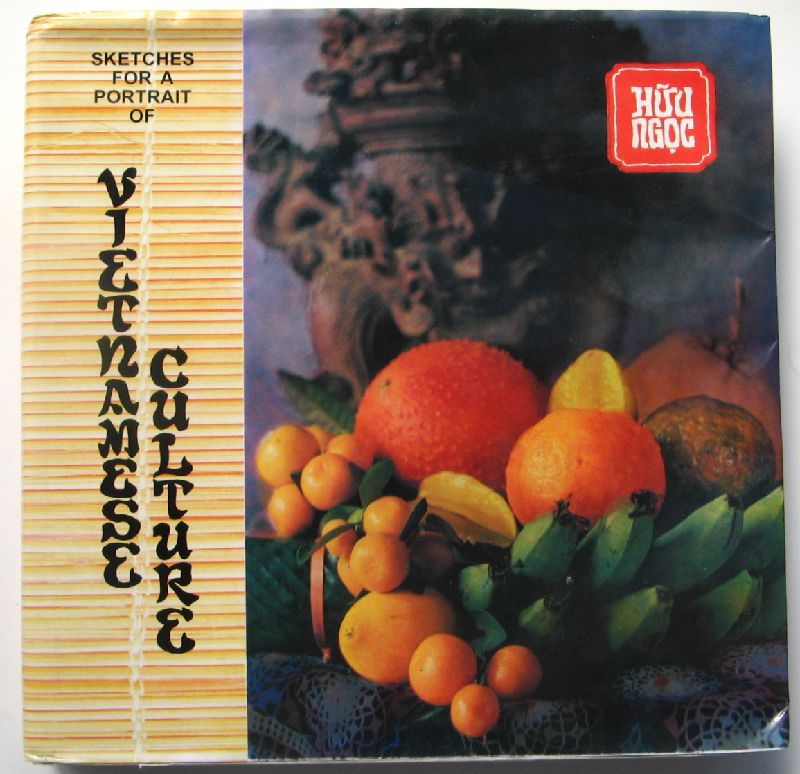 SKETCHES
FOR A
PORTRAIT
OF
VIETNAMESE
CULTURE
HỮU
NGỌC